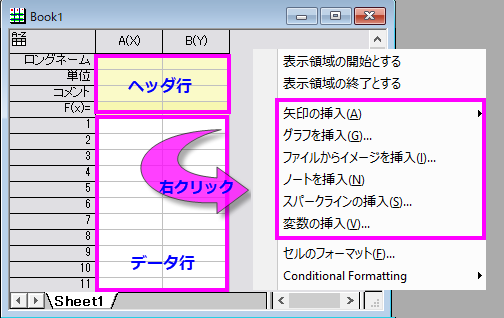 Book1
A(X) B(Y)
ロングネーム
単位
コメント
F(x)=
ヘッダ行
1
2
3
4
5
6
7
8
9
10
11
右クリック
データ行
Sheet1
表示領域の開始とする
表示領域の終了とする
矢印の挿入(A)
グラフを挿入(G)...
ファイルからイメージを挿入(I)...
ノートを挿入(N)
スパークラインの挿入(S)...
変数の挿入(V)...
セルのフォーマット(F)...
Conditional Formatting